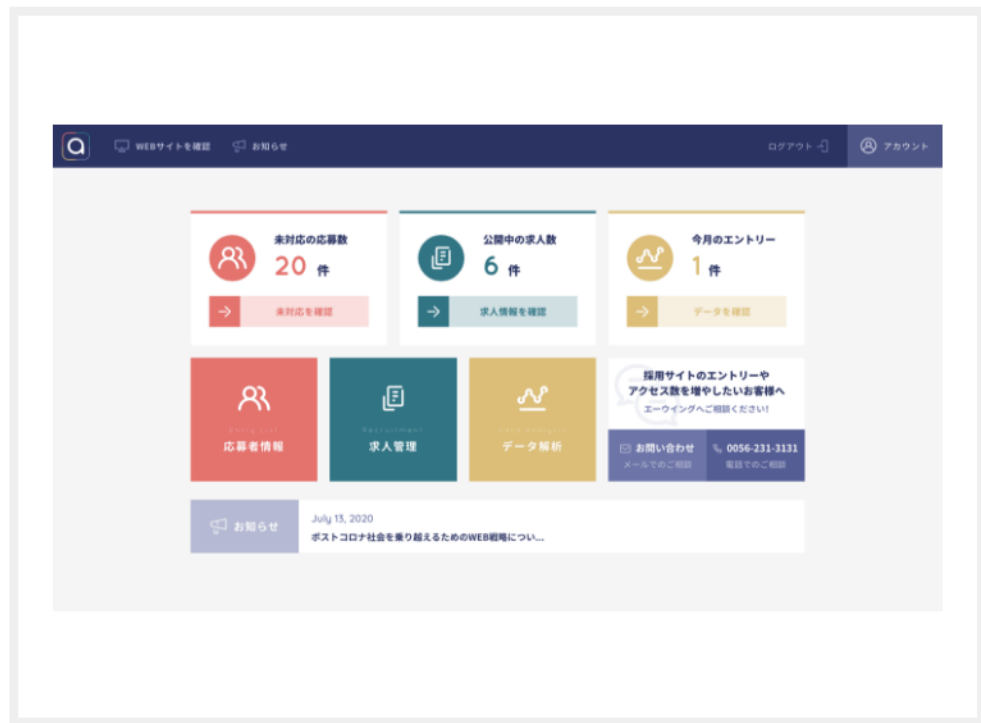 WEBサイトを確認
お知らせ
ログアウト
アカウント
未対応の応募数
20 件
未対応を確認
公開中の求人数
6 件
求人情報を確認
今月のエントリー
1 件
データを確認
Entry List
応募者情報
Recruitment
求人管理
Data Analysis
データ解析
採用サイトのエントリーや
アクセス数を増やしたいお客様へ
エーウイングへご相談ください!
お問い合わせ
メールでのご相談
0056-231-3131
電話でのご相談
お知らせ
July 13, 2020
ポストコロナ社会を乗り越えるためのWEB戦略につい...